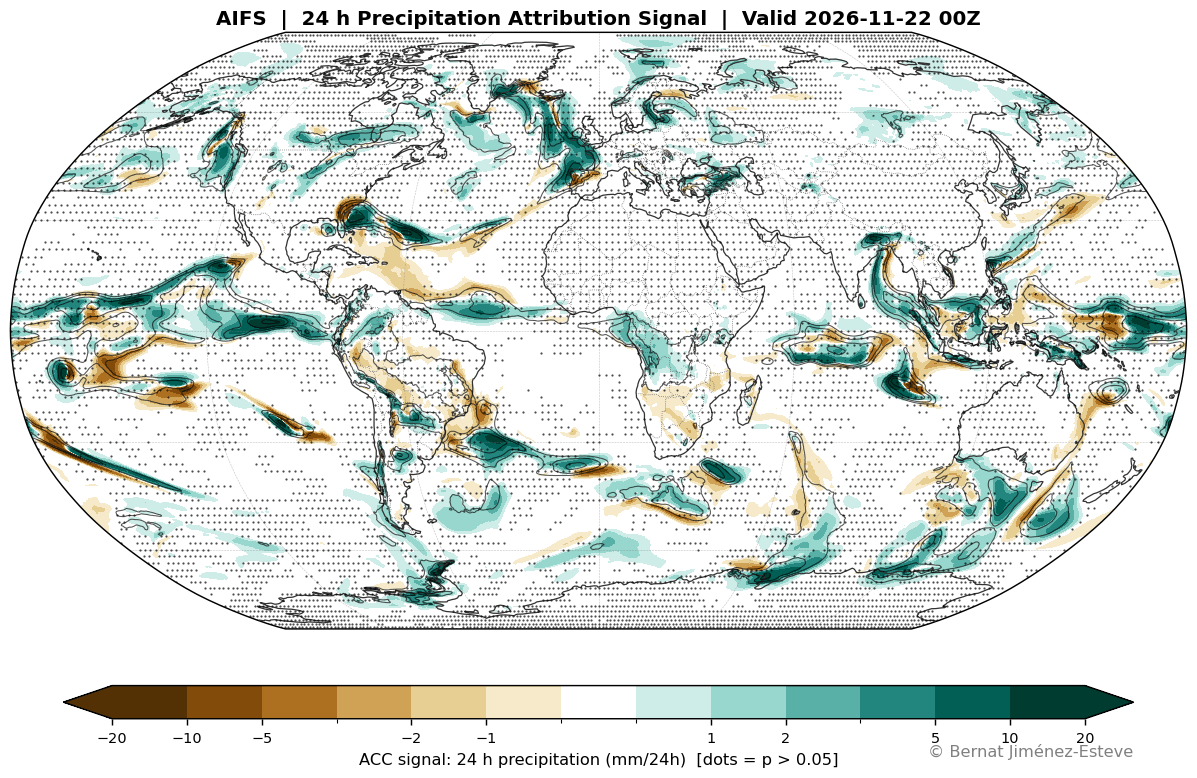 AIFS | 24 h Precipitation Attribution Signal | Valid 2026-11-22 00Z
−20 −10 −5 −2 −1 1 2 5 10 20
© Bernat Jiménez-Esteve
ACC signal: 24 h precipitation (mm/24h) [dots = p > 0.05]